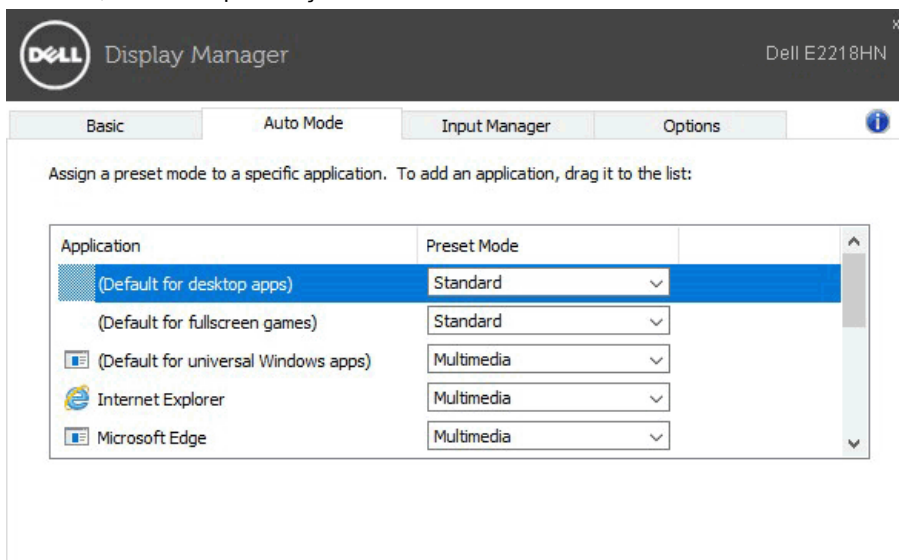 DELL Display Manager
x
Dell E2218HN
Basic Auto Mode Input Manager Options
Assign a preset mode to a specific application. To add an application, drag it to the list:
Application Preset Mode
(Default for desktop apps) Standard
(Default for fullscreen games) Standard
(Default for universal Windows apps) Multimedia
Internet Explorer Multimedia
Microsoft Edge Multimedia